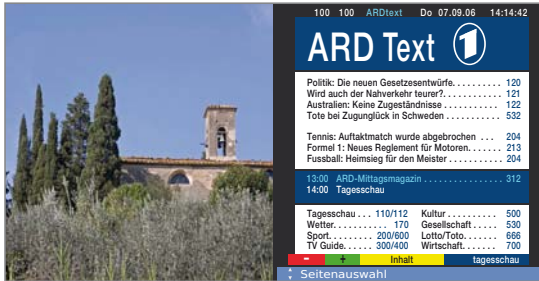 100 100 ARDtext Do 07.09.06 14:14:42
ARD Text 1
Politik: Die neuen Gesetzesentwürfe.......... 120
Wird auch der Nahverkehr teurer?............. 121
Australien: Keine Zugeständnisse ............ 122
Tote bei Zugunglück in Schweden ............. 532
Tennis: Auftaktmatch wurde abgebrochen ... 204
Formel 1: Neues Reglement für Motoren....... 213
Fussball: Heimsieg für den Meister ........... 204
13:00 ARD-Mittagsmagazin .................. 312
14:00 Tagesschau
Tagesschau ... 110/112 Kultur .......... 500
Wetter.......... 170 Gesellschaft ..... 530
Sport......... 200/600 Lotto/Toto....... 666
TV Guide...... 300/400 Wirtschaft....... 700
- + Inhalt tagesschau
Seitenauswahl